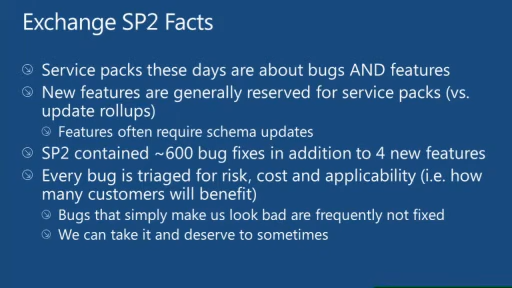 Exchange SP2 Facts
Service packs these days are about bugs AND features
New features are generally reserved for service packs (vs.
update rollups)
Features often require schema updates
SP2 contained ~600 bug fixes in addition to 4 new features
Every bug is triaged for risk, cost and applicability (i.e. how
many customers will benefit)
Bugs that simply make us look bad are frequently not fixed
We can take it and deserve to sometimes